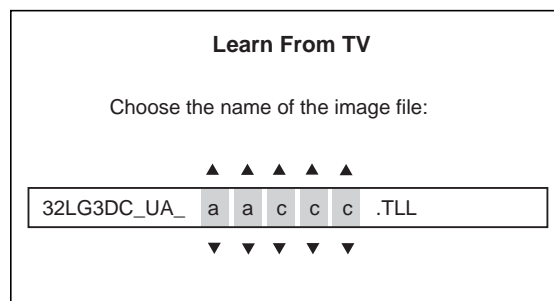 Learn From TV
Choose the name of the image file:
32LG3DC_UA_ a a c c c .TLL